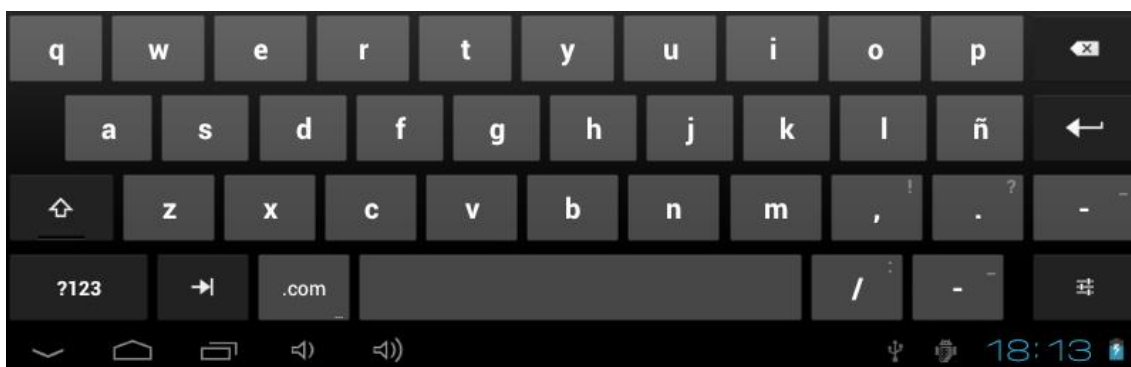 q w e r t y u i o p
a s d f g h j k l ñ
z x c v b n m , ! . ? - _
?123 .com ... / : - _
18:13